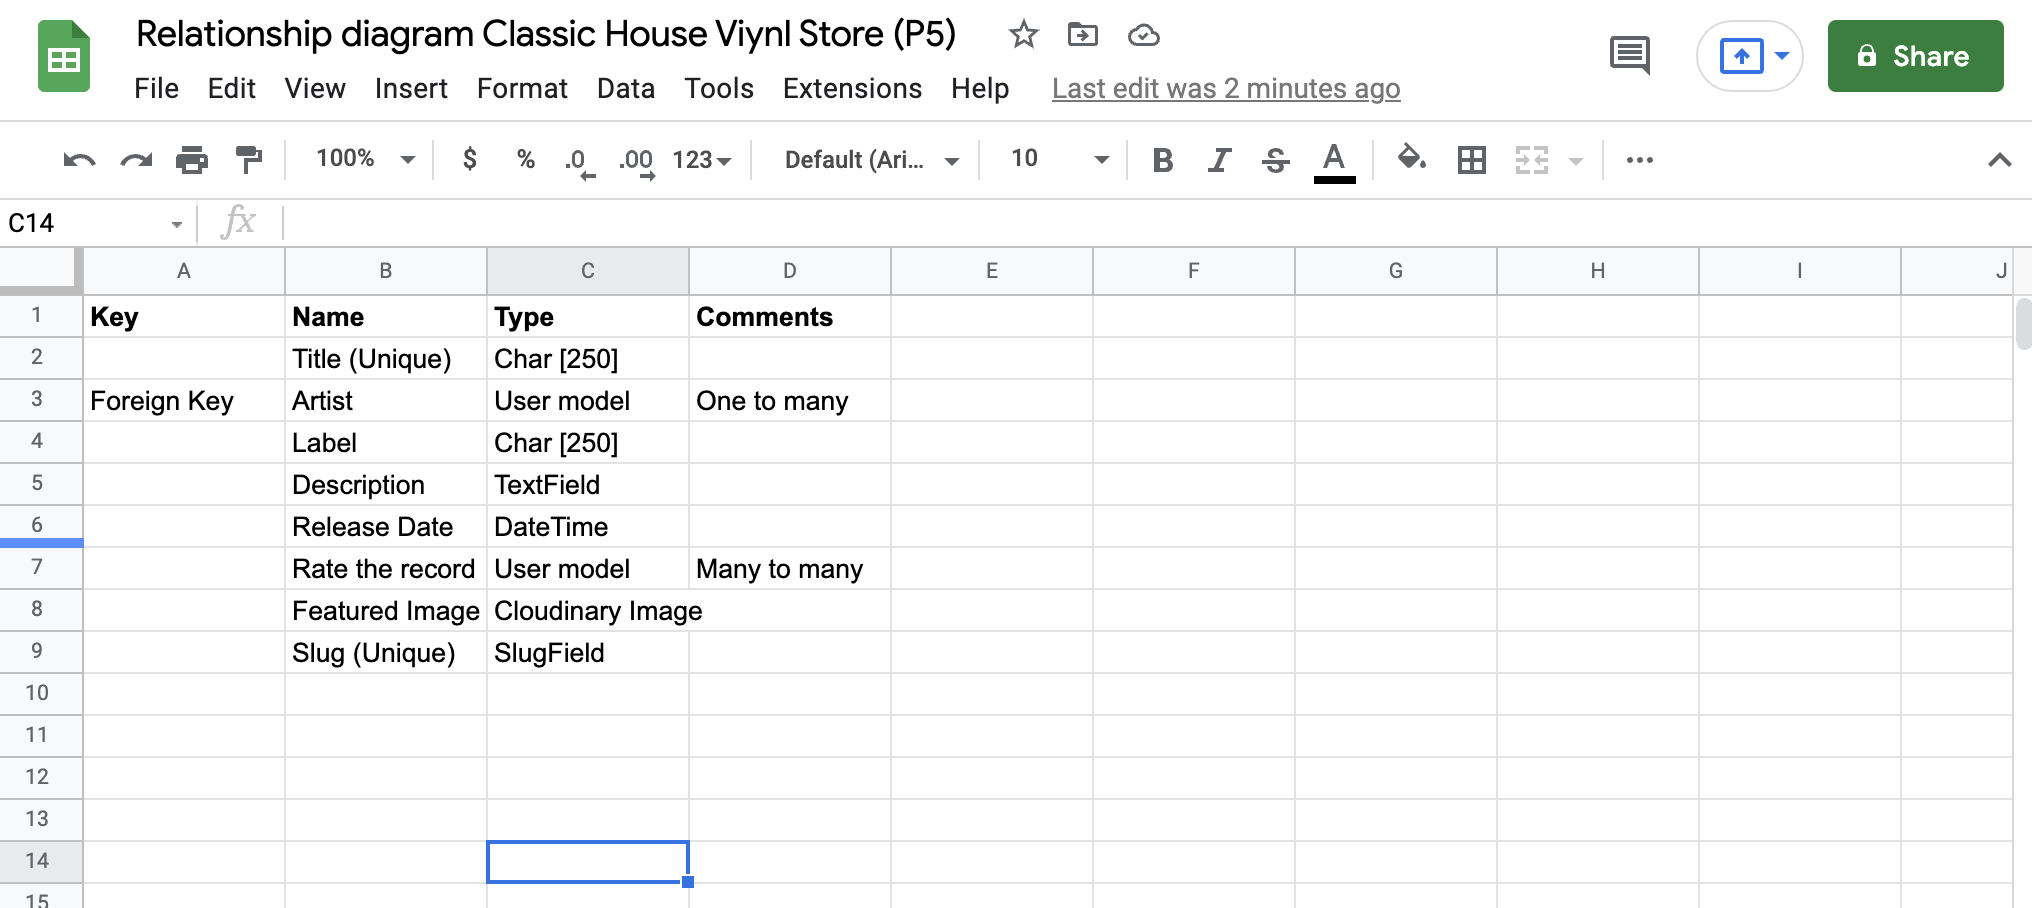 Relationship diagram Classic House Viynl Store (P5)
File Edit View Insert Format Data Tools Extensions Help Last edit was 2 minutes ago
Share
100% $ % .0 .00 123 Default (Ari... 10 B I S A
C14 fx
A B C D E F G H I J
1 Key Name Type Comments
2 Title (Unique) Char [250]
3 Foreign Key Artist User model One to many
4 Label Char [250]
5 Description TextField
6 Release Date DateTime
7 Rate the record User model Many to many
8 Featured Image Cloudinary Image
9 Slug (Unique) SlugField
10
11
12
13
14
15